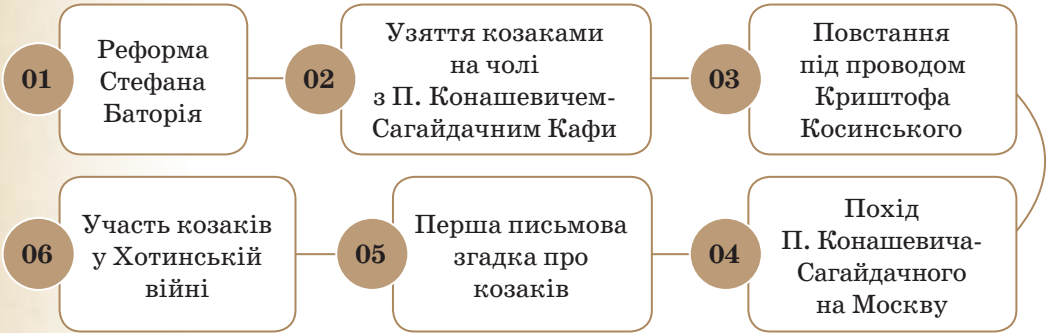 01
Реформа
Стефана
Баторія
02
Узяття козаками
на чолі
з П. Конашевичем-
Сагайдачним Кафи
03
Повстання
під проводом
Криштофа
Косинського
04
Похід
П. Конашевича-
Сагайдачного
на Москву
05
Перша письмова
згадка про
козаків
06
Участь козаків
у Хотинській
війні